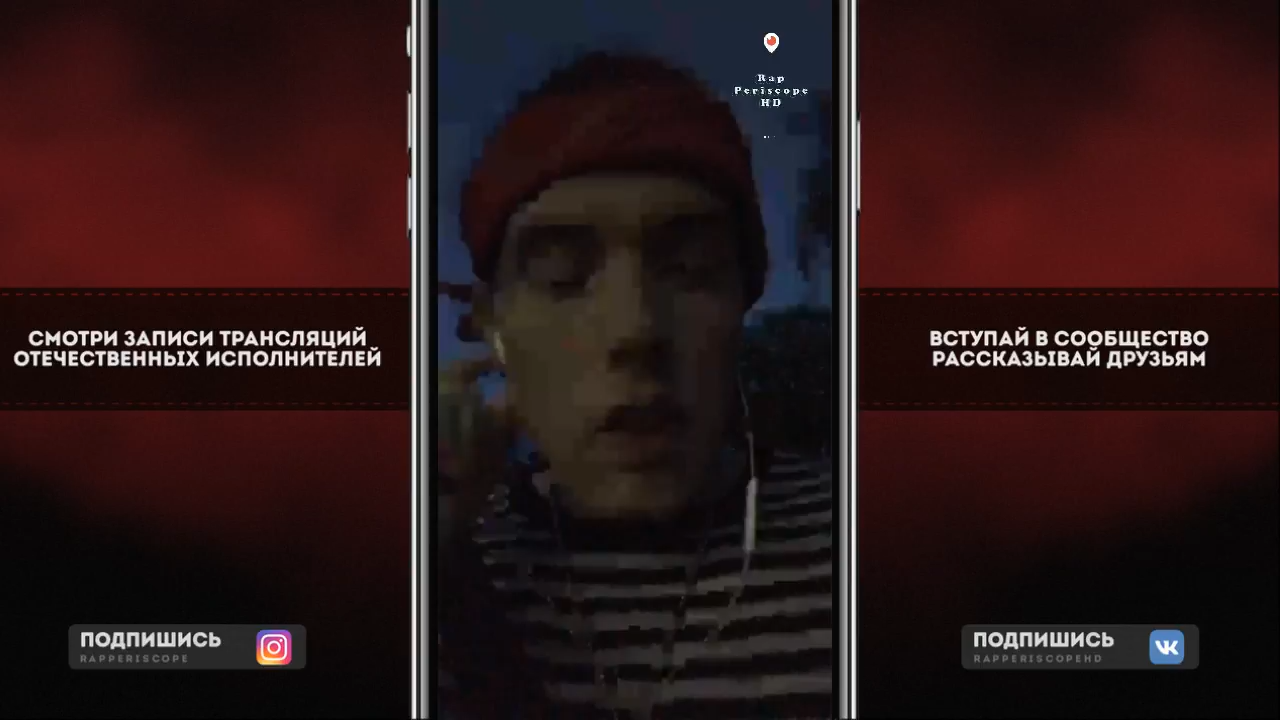 Rap
Periscope
HD
...
СМОТРИ ЗАПИСИ ТРАНСЛЯЦИЙ
ОТЕЧЕСТВЕННЫХ ИСПОЛНИТЕЛЕЙ
ВСТУПАЙ В СООБЩЕСТВО
РАССКАЗЫВАЙ ДРУЗЬЯМ
ПОДПИШИСЬ
RAPPERISCOPE
ПОДПИШИСЬ
RAPPERISCOPEHD